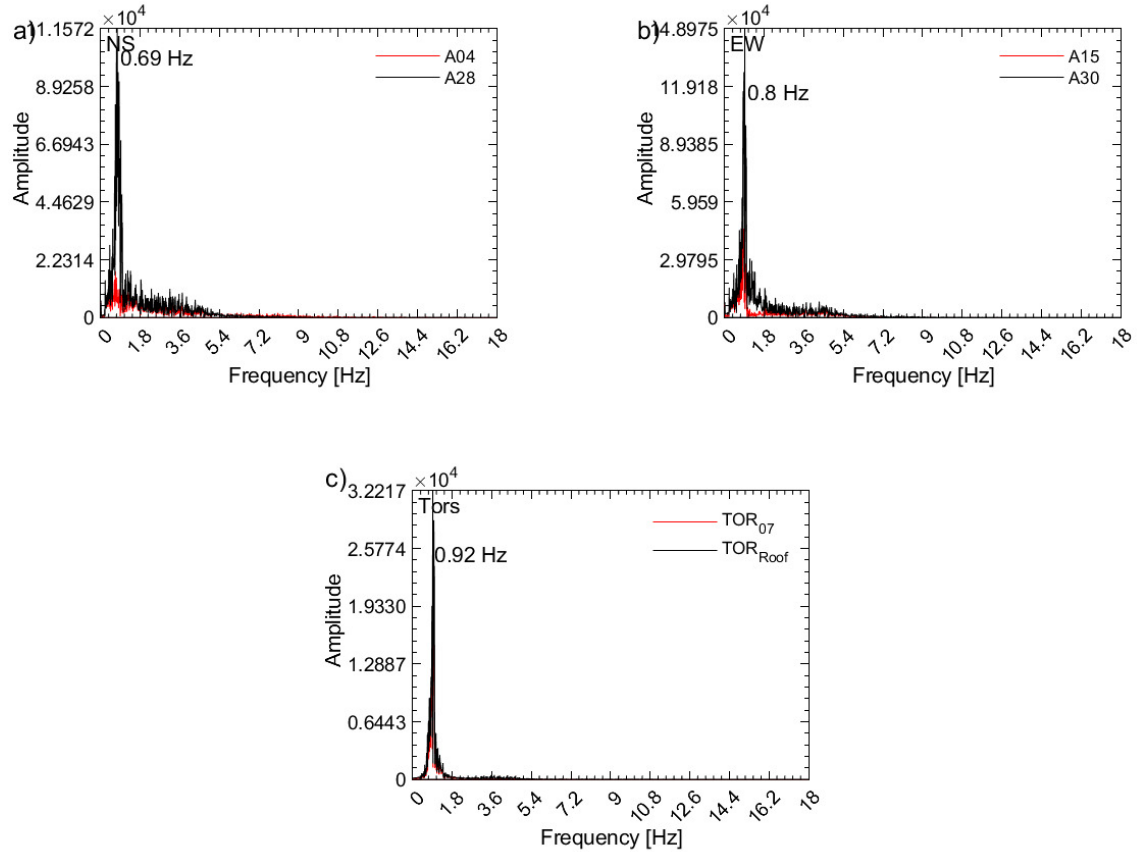 a)
×10⁴
11.1572
8.9258
6.6943
4.4629
2.2314
0
NS
0.69 Hz
A04
A28
Amplitude
0 1.8 3.6 5.4 7.2 9 10.8 12.6 14.4 16.2 18
Frequency [Hz]
b)
×10⁴
14.8975
11.918
8.9385
5.959
2.9795
0
EW
0.8 Hz
A15
A30
Amplitude
0 1.8 3.6 5.4 7.2 9 10.8 12.6 14.4 16.2 18
Frequency [Hz]
c)
×10⁴
3.2217
2.5774
1.9330
1.2887
0.6443
0
Tors
0.92 Hz
TOR07
TORRoof
Amplitude
0 1.8 3.6 5.4 7.2 9 10.8 12.6 14.4 16.2 18
Frequency [Hz]